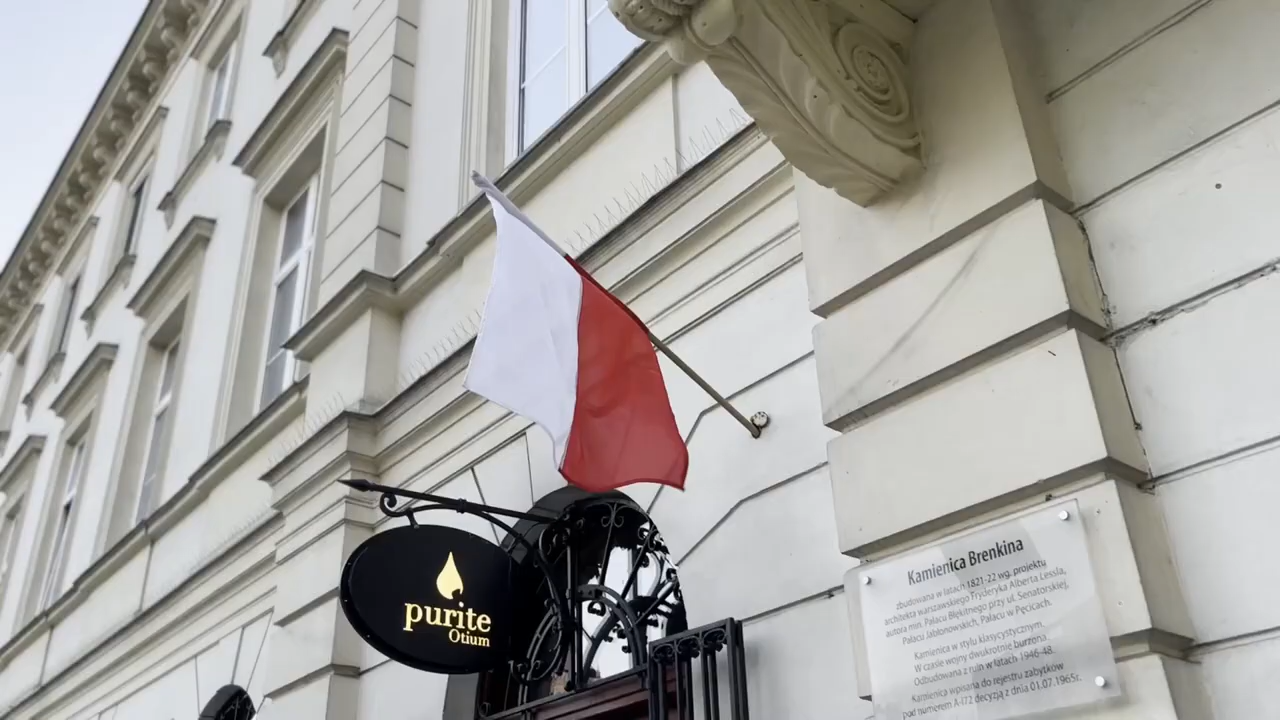 purite
Otium
Kamienica Brenkina
zbudowana w latach 1821-22 wg. projektu
architekta warszawskiego Fryderyka Alberta Lessla,
autora min. Pałacu Błękitnego przy ul. Senatorskiej,
Pałacu Jabłonowskich, Pałacu w Pęcicach.
Kamienica w stylu klasycystycznym.
W czasie wojny dwukrotnie burzona.
Odbudowana z ruin w latach 1946-48.
Kamienica wpisana do rejestru zabytków
pod numerem A-172 decyzją z dnia 01.07.1965r.